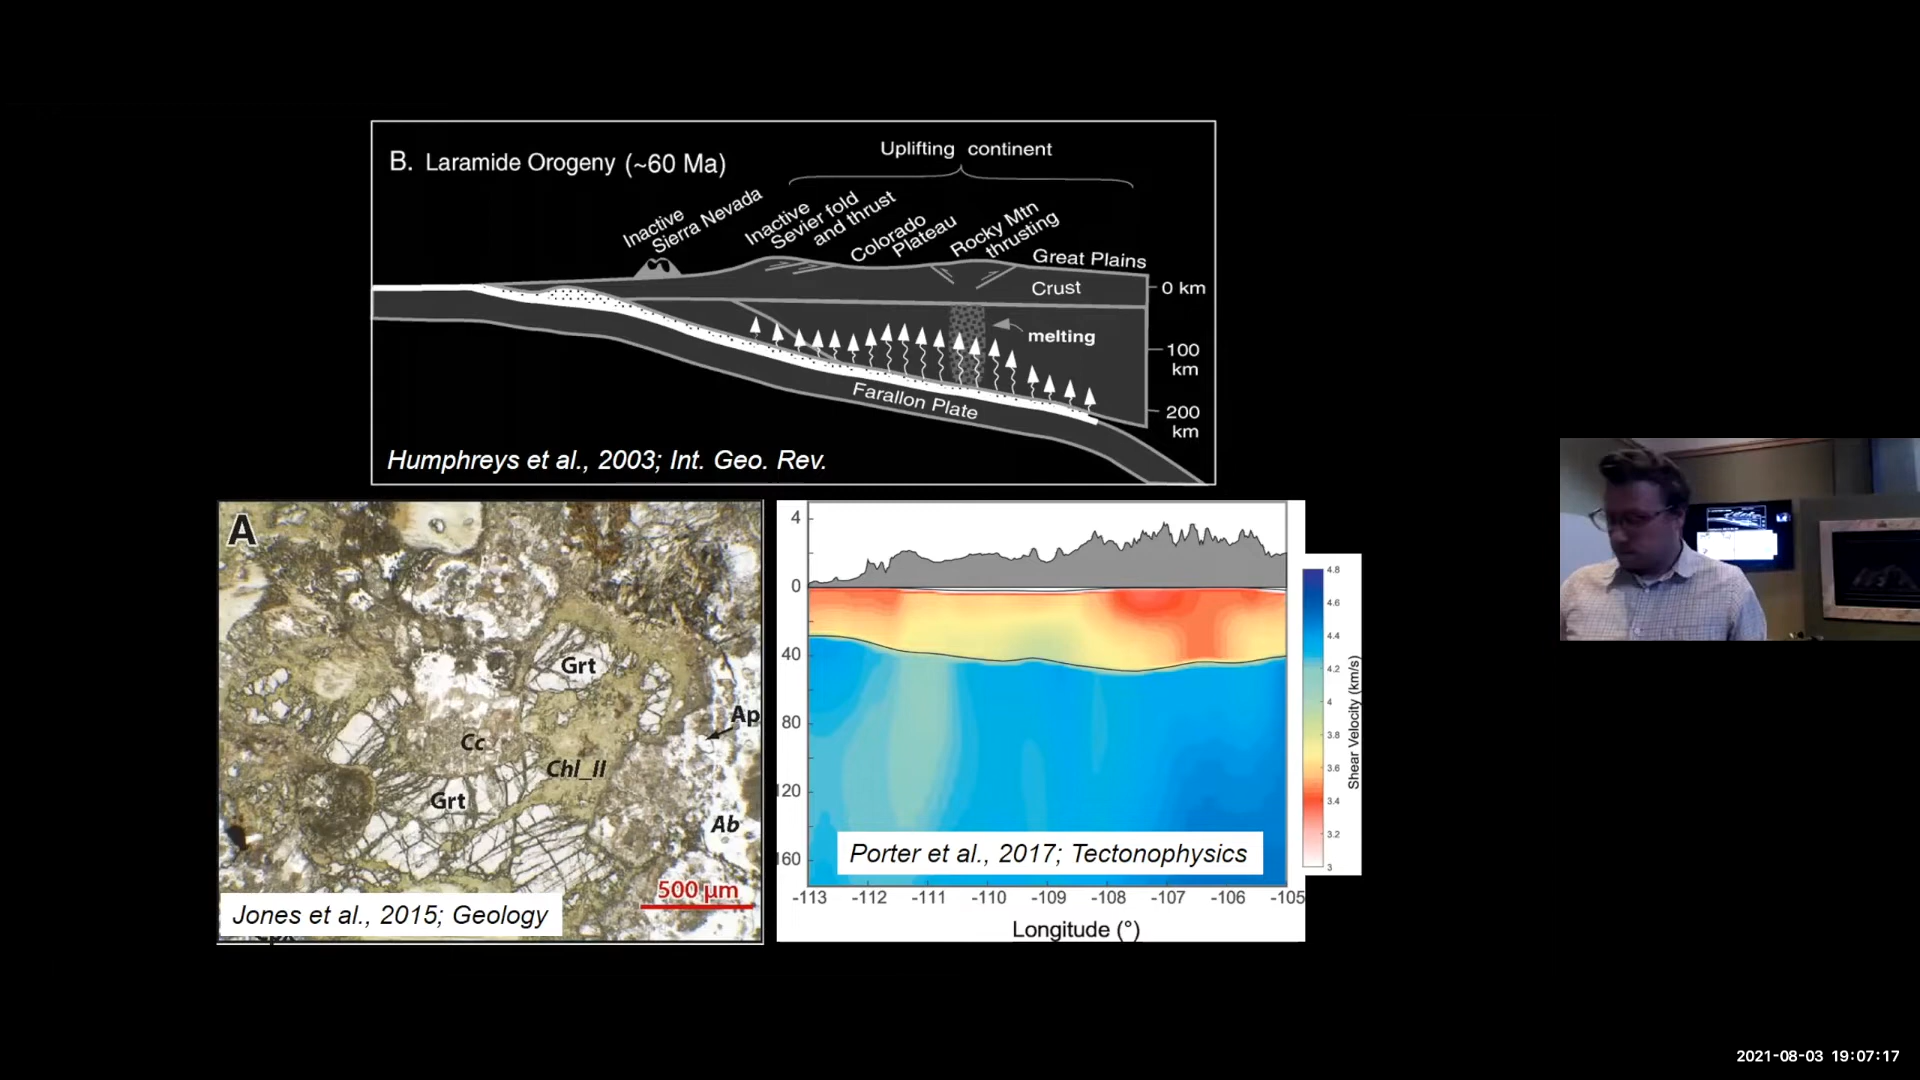 B. Laramide Orogeny (~60 Ma)
Uplifting continent
Inactive
Sierra Nevada
Inactive
Sevier fold
and thrust
Colorado
Plateau
Rocky Mtn
thrusting
Great Plains
Crust
0 km
melting
100
km
Farallon Plate
200
km
Humphreys et al., 2003; Int. Geo. Rev.
A
Grt
Ap
Cc
Chl_II
Grt
Ab
500 µm
Jones et al., 2015; Geology
4
0
40
80
120
160
Porter et al., 2017; Tectonophysics
-113 -112 -111 -110 -109 -108 -107 -106 -105
Longitude (°)
4.8
4.6
4.4
4.2
4
3.8
3.6
3.4
3.2
3
Shear Velocity (km/s)
2021-08-03 19:07:17